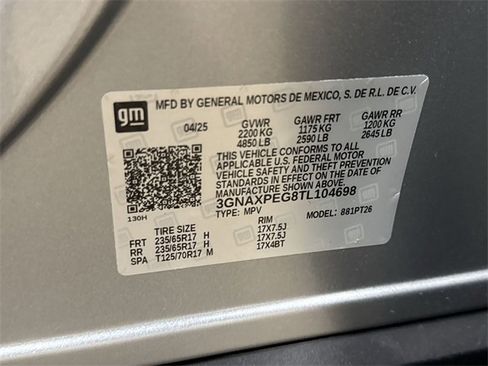 gm
MFD BY GENERAL MOTORS DE MEXICO, S. DE R.L. DE C.V.
04/25 GVWR GAWR FRT GAWR RR
2200 KG 1175 KG 1200 KG
4850 LB 2590 LB 2645 LB
THIS VEHICLE CONFORMS TO ALL
APPLICABLE U.S. FEDERAL MOTOR
VEHICLE SAFETY AND THEFT PREVENTION
STANDARDS IN EFFECT ON THE DATE OF
MANUFACTURE SHOWN ABOVE.
3GNAXPEG8TL104698
130H TYPE: MPV MODEL: 881PT26
TIRE SIZE RIM
FRT 235/65R17 H 17X7.5J
RR 235/65R17 H 17X7.5J
SPA T125/70R17 M 17X4BT